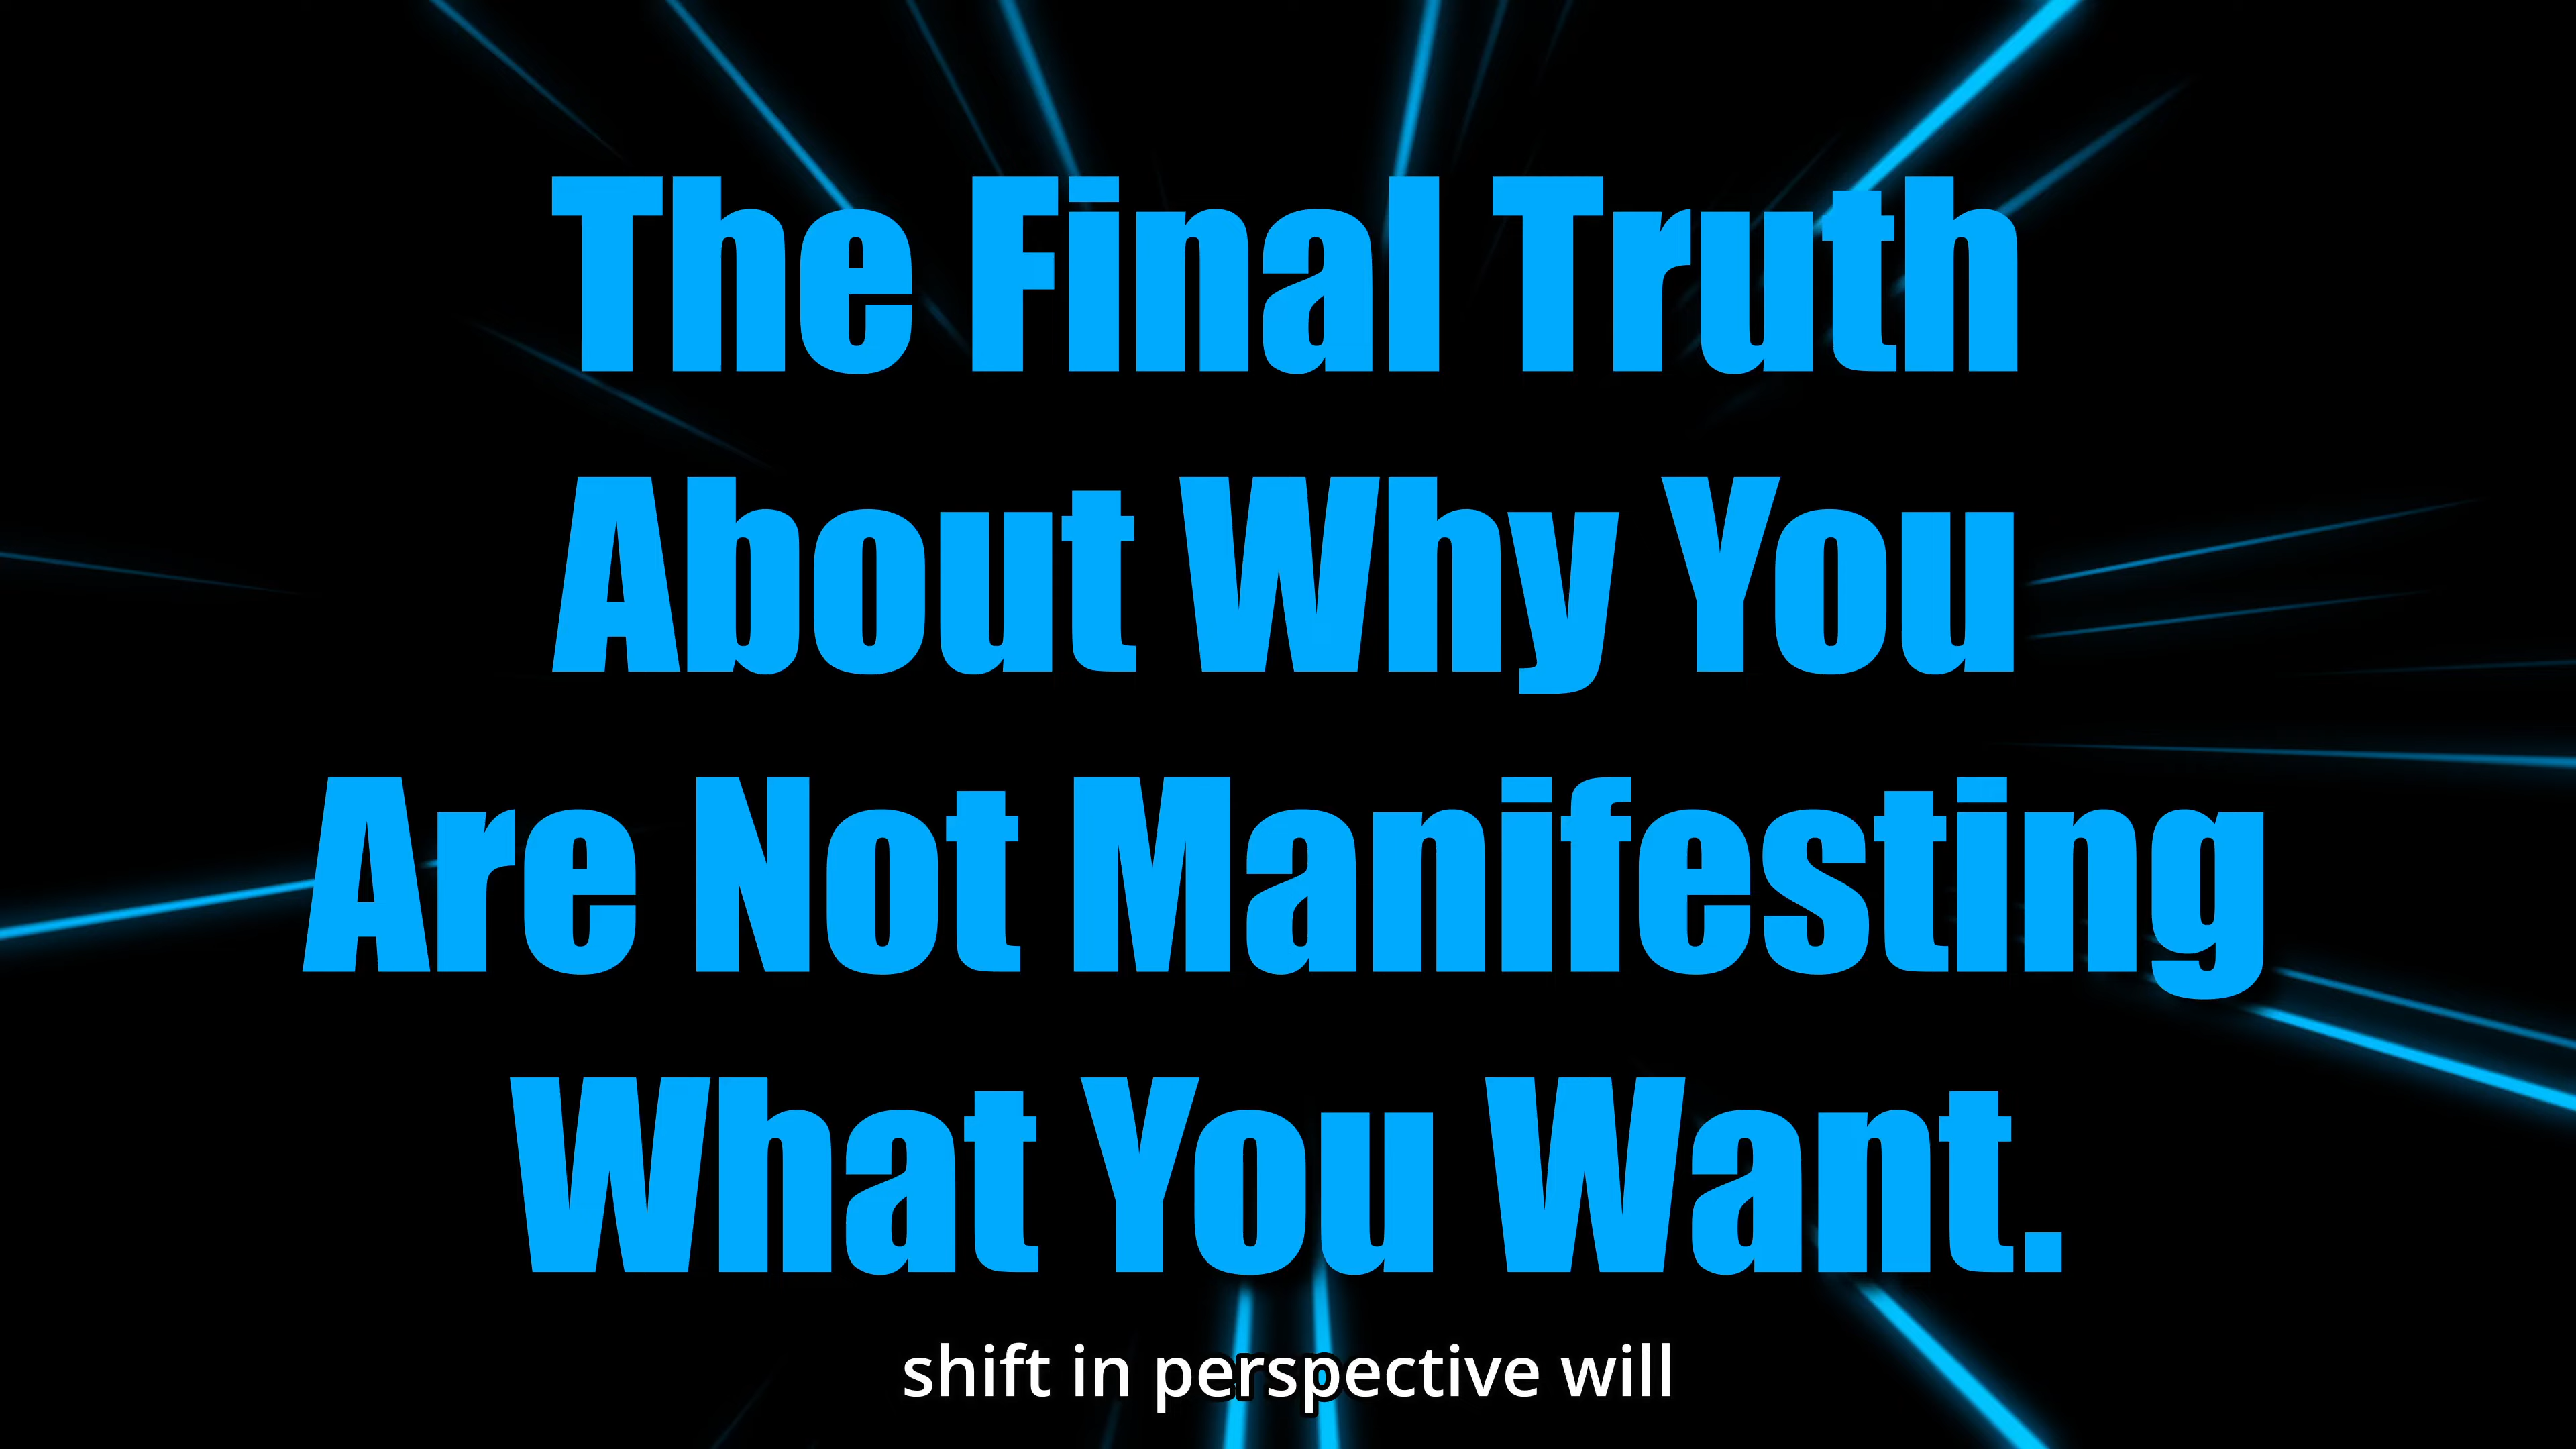 The Final Truth
About Why You
Are Not Manifesting
What You Want.
shift in perspective will